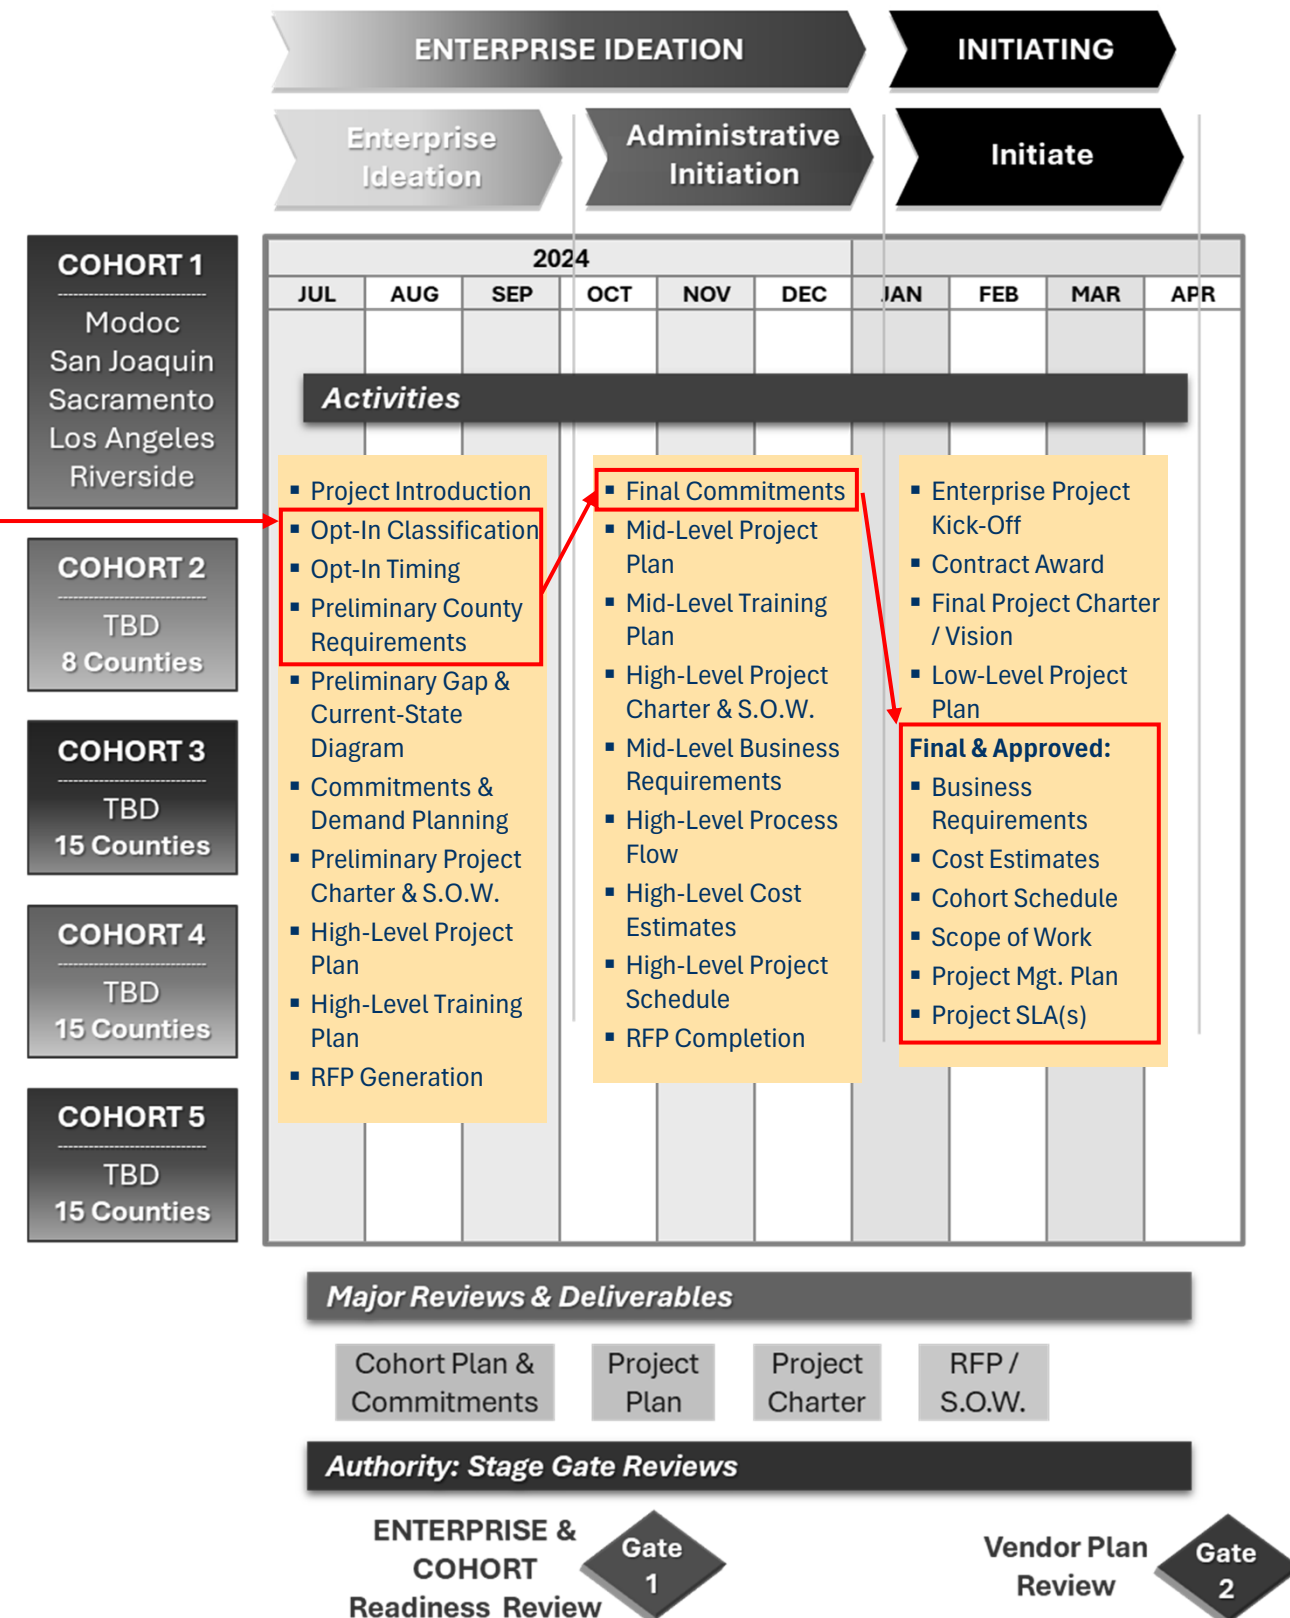 ENTERPRISE IDEATION
INITIATING
Enterprise
Ideation
Administrative
Initiation
Initiate
COHORT 1
Modoc
San Joaquin
Sacramento
Los Angeles
Riverside
COHORT 2
TBD
8 Counties
COHORT 3
TBD
15 Counties
COHORT 4
TBD
15 Counties
COHORT 5
TBD
15 Counties
2024
JUL AUG SEP OCT NOV DEC JAN FEB MAR APR
Activities
▪ Project Introduction
▪ Opt-In Classification
▪ Opt-In Timing
▪ Preliminary County
Requirements
▪ Preliminary Gap &
Current-State
Diagram
▪ Commitments &
Demand Planning
▪ Preliminary Project
Charter & S.O.W.
▪ High-Level Project
Plan
▪ High-Level Training
Plan
▪ RFP Generation
▪ Final Commitments
▪ Mid-Level Project
Plan
▪ Mid-Level Training
Plan
▪ High-Level Project
Charter & S.O.W.
▪ Mid-Level Business
Requirements
▪ High-Level Process
Flow
▪ High-Level Cost
Estimates
▪ High-Level Project
Schedule
▪ RFP Completion
▪ Enterprise Project
Kick-Off
▪ Contract Award
▪ Final Project Charter
/ Vision
▪ Low-Level Project
Plan
Final & Approved:
▪ Business
Requirements
▪ Cost Estimates
▪ Cohort Schedule
▪ Scope of Work
▪ Project Mgt. Plan
▪ Project SLA(s)
Major Reviews & Deliverables
Cohort Plan &
Commitments
Project
Plan
Project
Charter
RFP /
S.O.W.
Authority: Stage Gate Reviews
ENTERPRISE &
COHORT
Readiness Review
Gate
1
Vendor Plan
Review
Gate
2